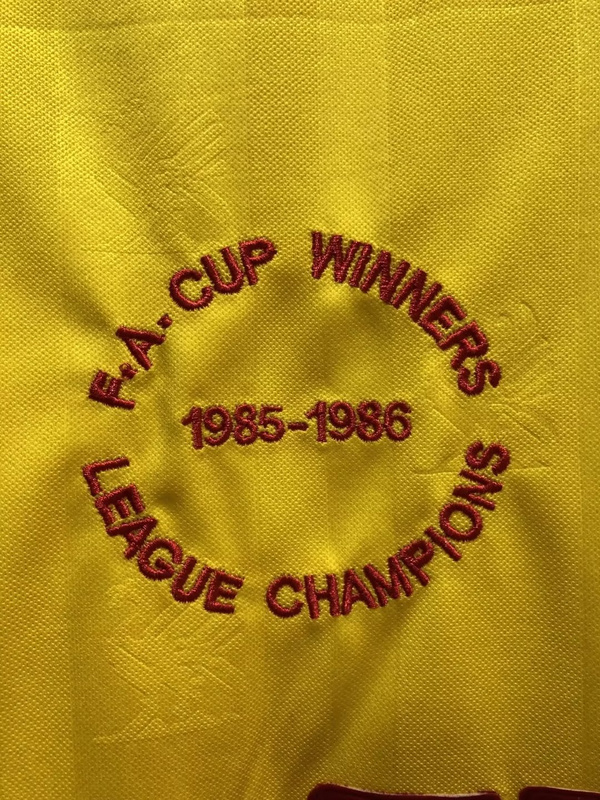 F.A. CUP WINNERS
1985-1986
LEAGUE CHAMPIONS